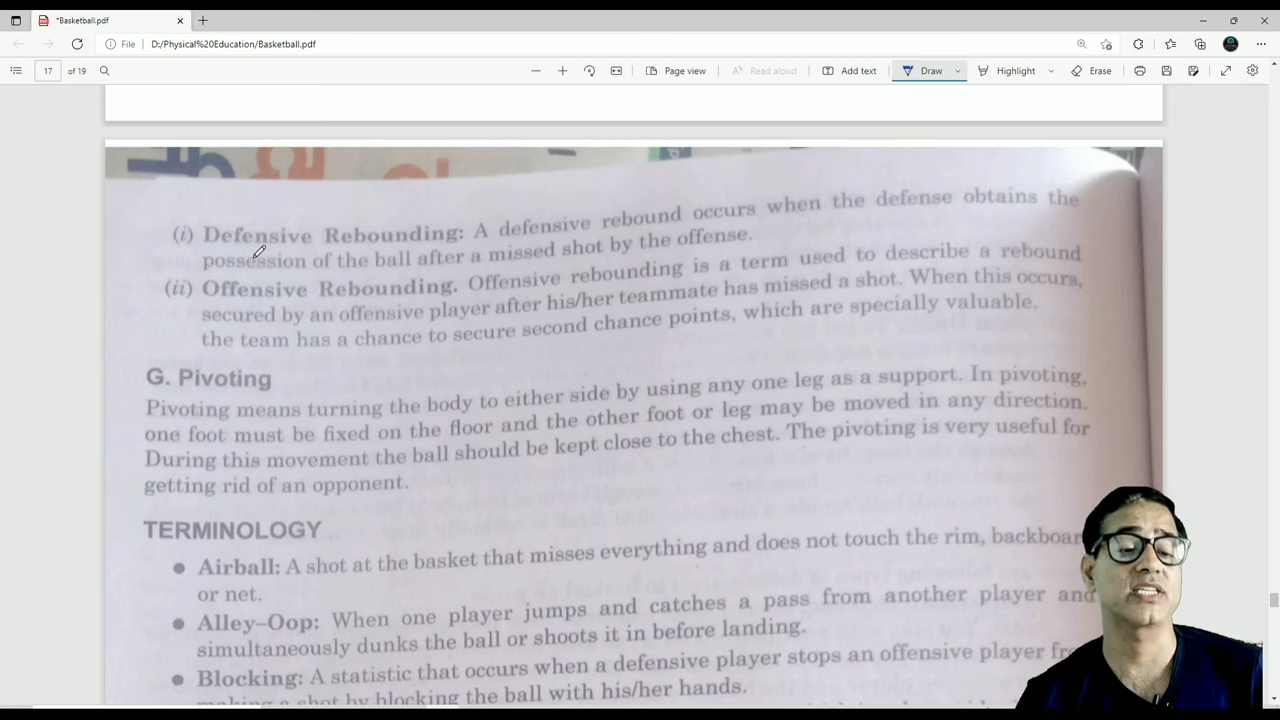 *Basketball.pdf
File D:/Physical%20Education/Basketball.pdf
17 of 19 Page view Read aloud Add text Draw Highlight Erase
(i) Defensive Rebounding: A defensive rebound occurs when the defense obtains the
possession of the ball after a missed shot by the offense.
(ii) Offensive Rebounding. Offensive rebounding is a term used to describe a rebound
secured by an offensive player after his/her teammate has missed a shot. When this occurs,
the team has a chance to secure second chance points, which are specially valuable.
G. Pivoting
Pivoting means turning the body to either side by using any one leg as a support. In pivoting,
one foot must be fixed on the floor and the other foot or leg may be moved in any direction.
During this movement the ball should be kept close to the chest. The pivoting is very useful for
getting rid of an opponent.
TERMINOLOGY
● Airball: A shot at the basket that misses everything and does not touch the rim, backboar
or net.
● Alley–Oop: When one player jumps and catches a pass from another player and
simultaneously dunks the ball or shoots it in before landing.
● Blocking: A statistic that occurs when a defensive player stops an offensive player fr
making a shot by blocking the ball with his/her hands.